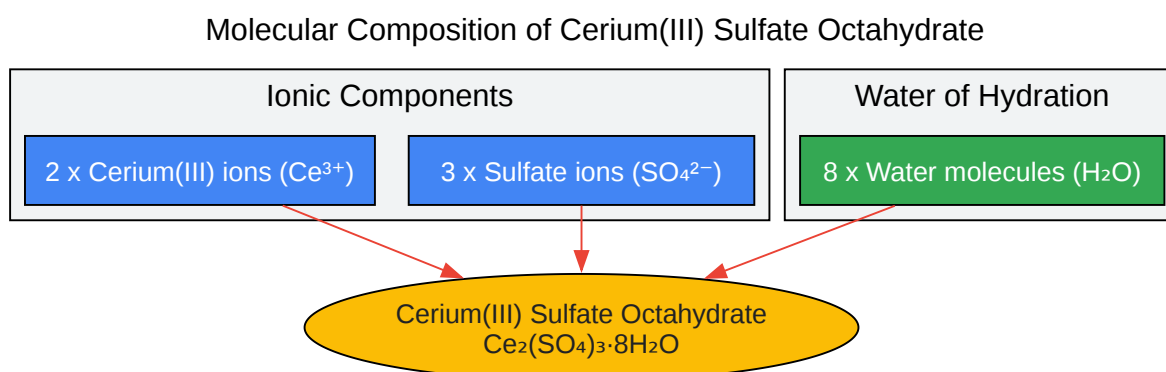 Molecular Composition of Cerium(III) Sulfate Octahydrate
Ionic Components
Water of Hydration
2 x Cerium(III) ions (Ce³⁺)
3 x Sulfate ions (SO₄²⁻)
8 x Water molecules (H₂O)
Cerium(III) Sulfate Octahydrate
Ce₂(SO₄)₃·8H₂O